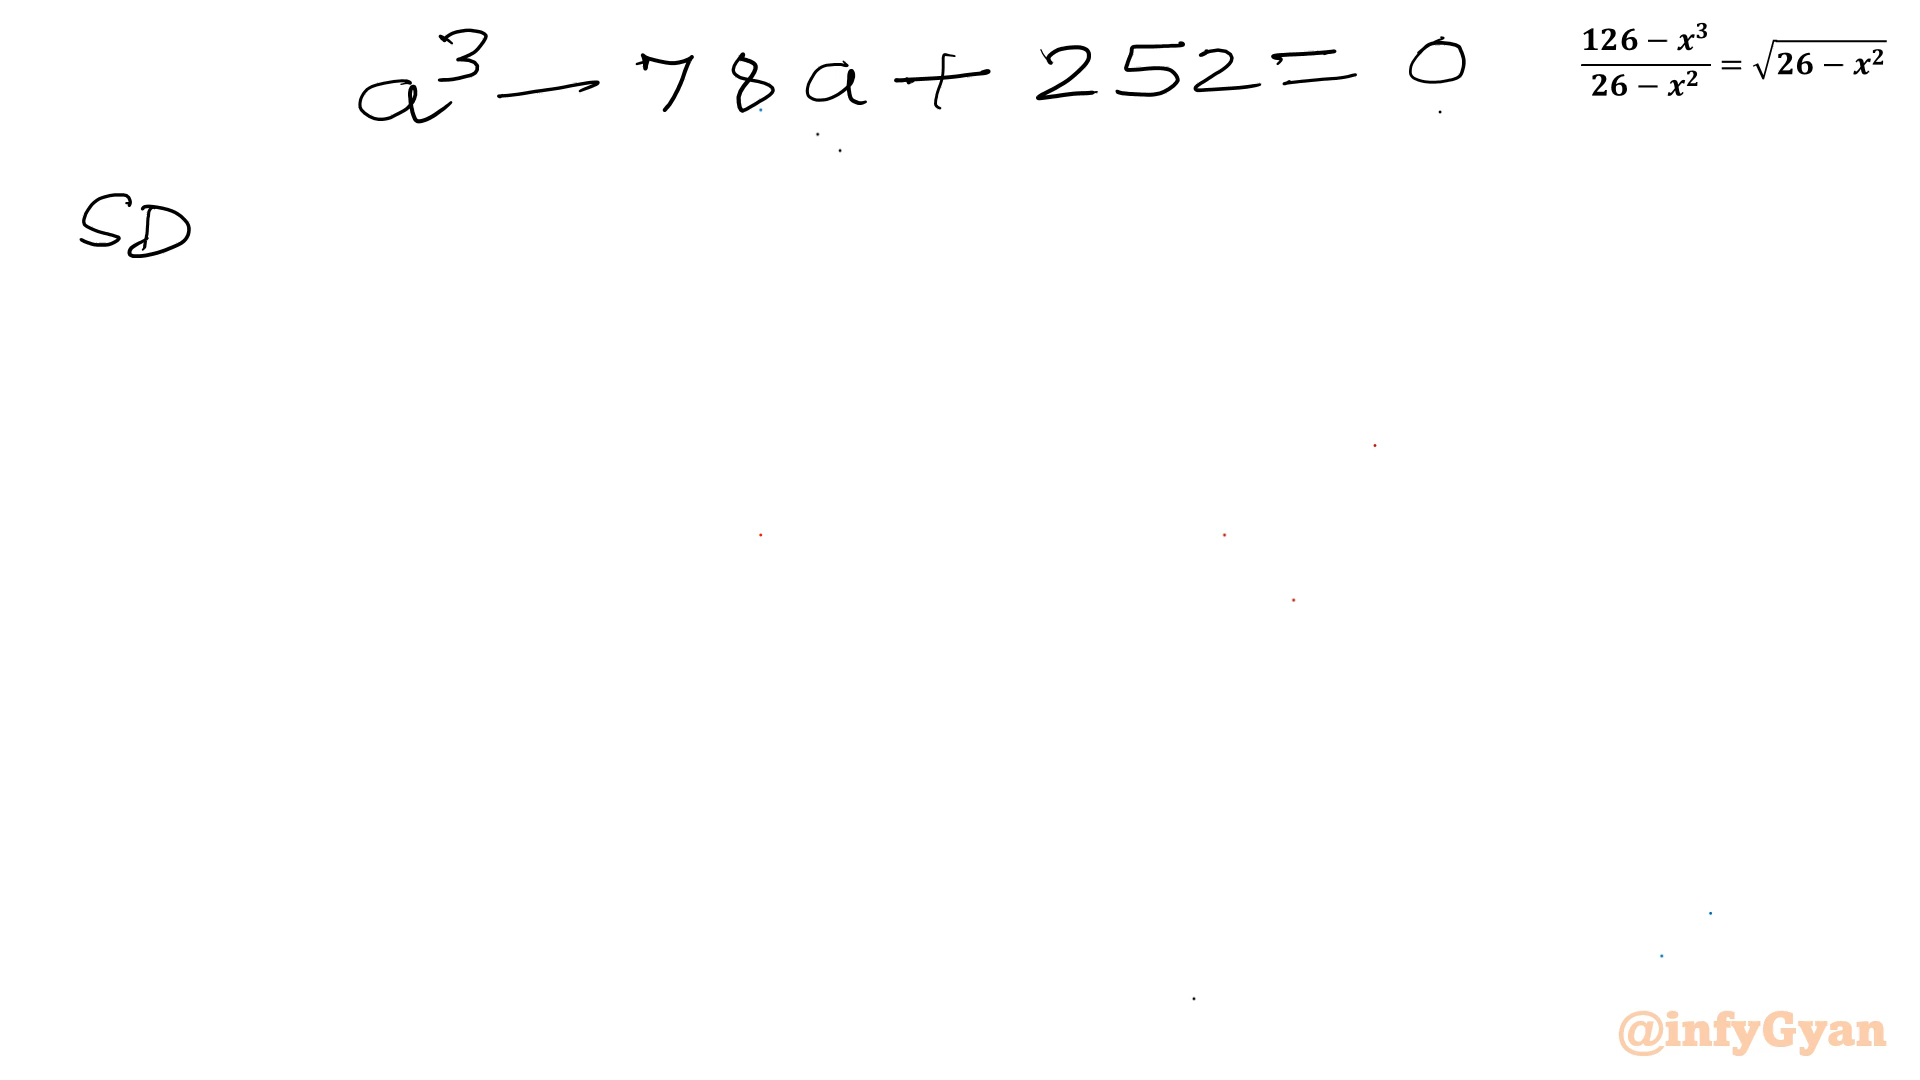 a³ - 78a + 252 = 0
(126 − x³)/(26 − x²) = √(26 − x²)
SD
@infyGyan